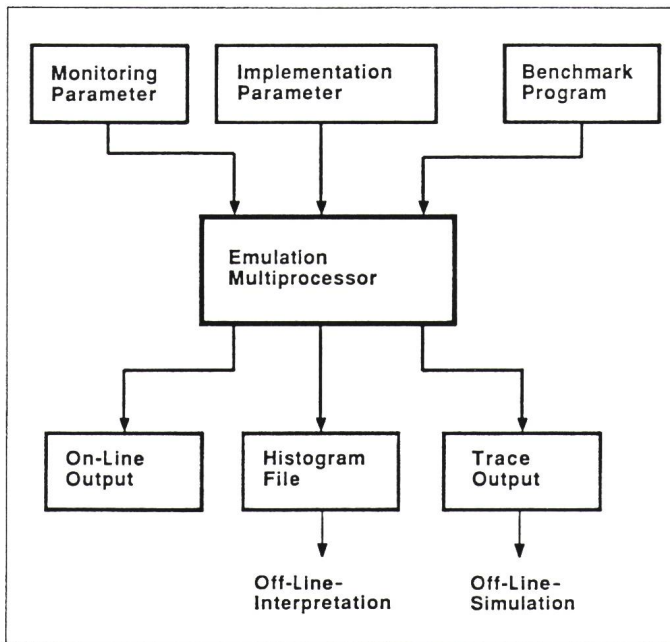 Monitoring
Parameter
Implementation
Parameter
Benchmark
Program
Emulation
Multiprocessor
On-Line
Output
Histogram
File
Trace
Output
Off-Line-
Interpretation
Off-Line-
Simulation